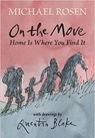 MICHAEL ROSEN
On the Move
Home Is Where You Find It
with drawings by
Quentin Blake